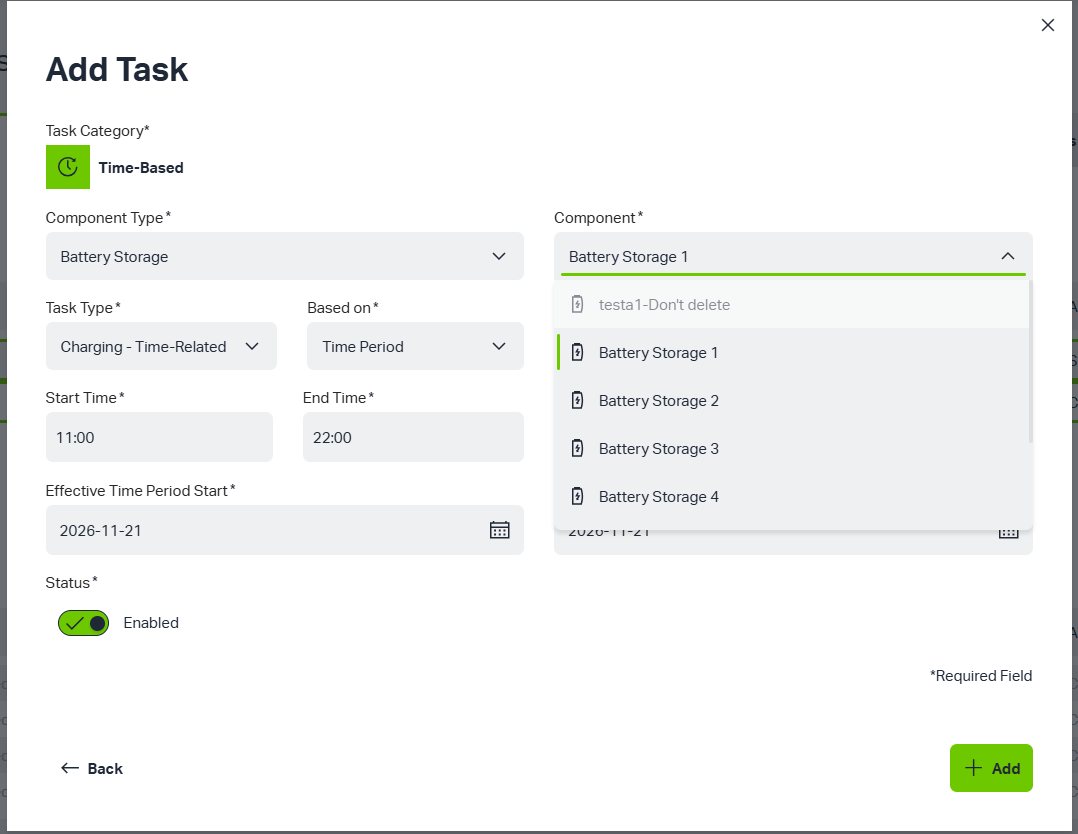 Add Task
Task Category*
Time-Based
Component Type*
Component*
Battery Storage
Battery Storage 1
testa1-Don't delete
Battery Storage 1
Battery Storage 2
Battery Storage 3
Battery Storage 4
Task Type*
Based on*
Charging - Time-Related
Time Period
Start Time*
End Time*
11:00
22:00
Effective Time Period Start*
2026-11-21
2026-11-21
Status*
Enabled
*Required Field
Back
Add